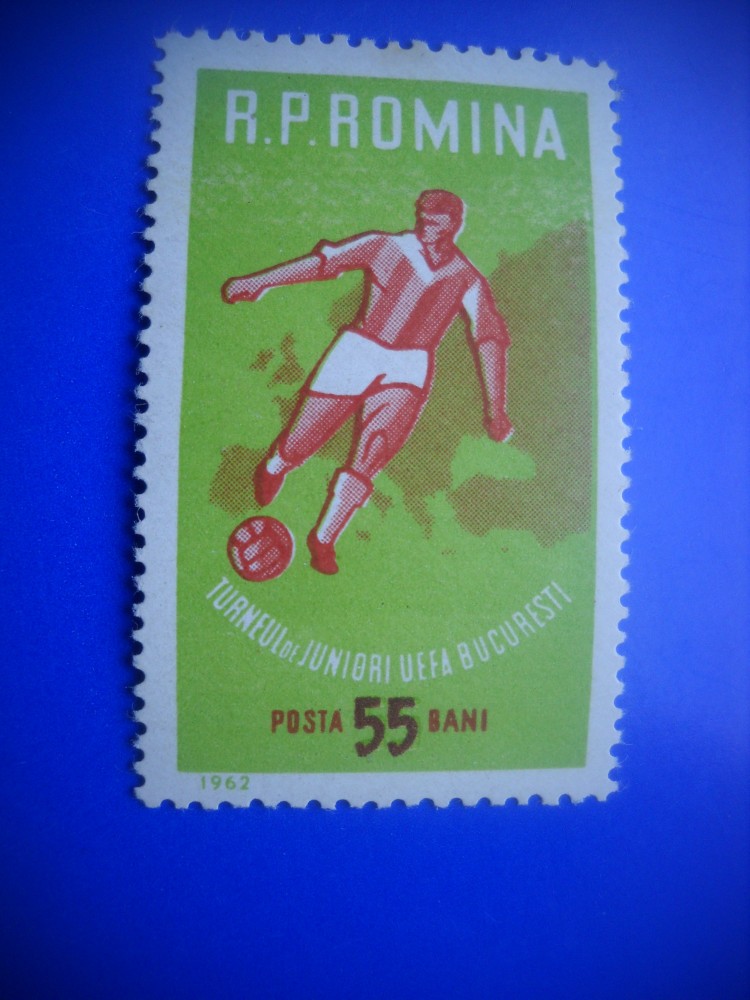 R.P.ROMINA
TURNEUL DE JUNIORI UEFA BUCURESTI
POSTA 55 BANI
1962